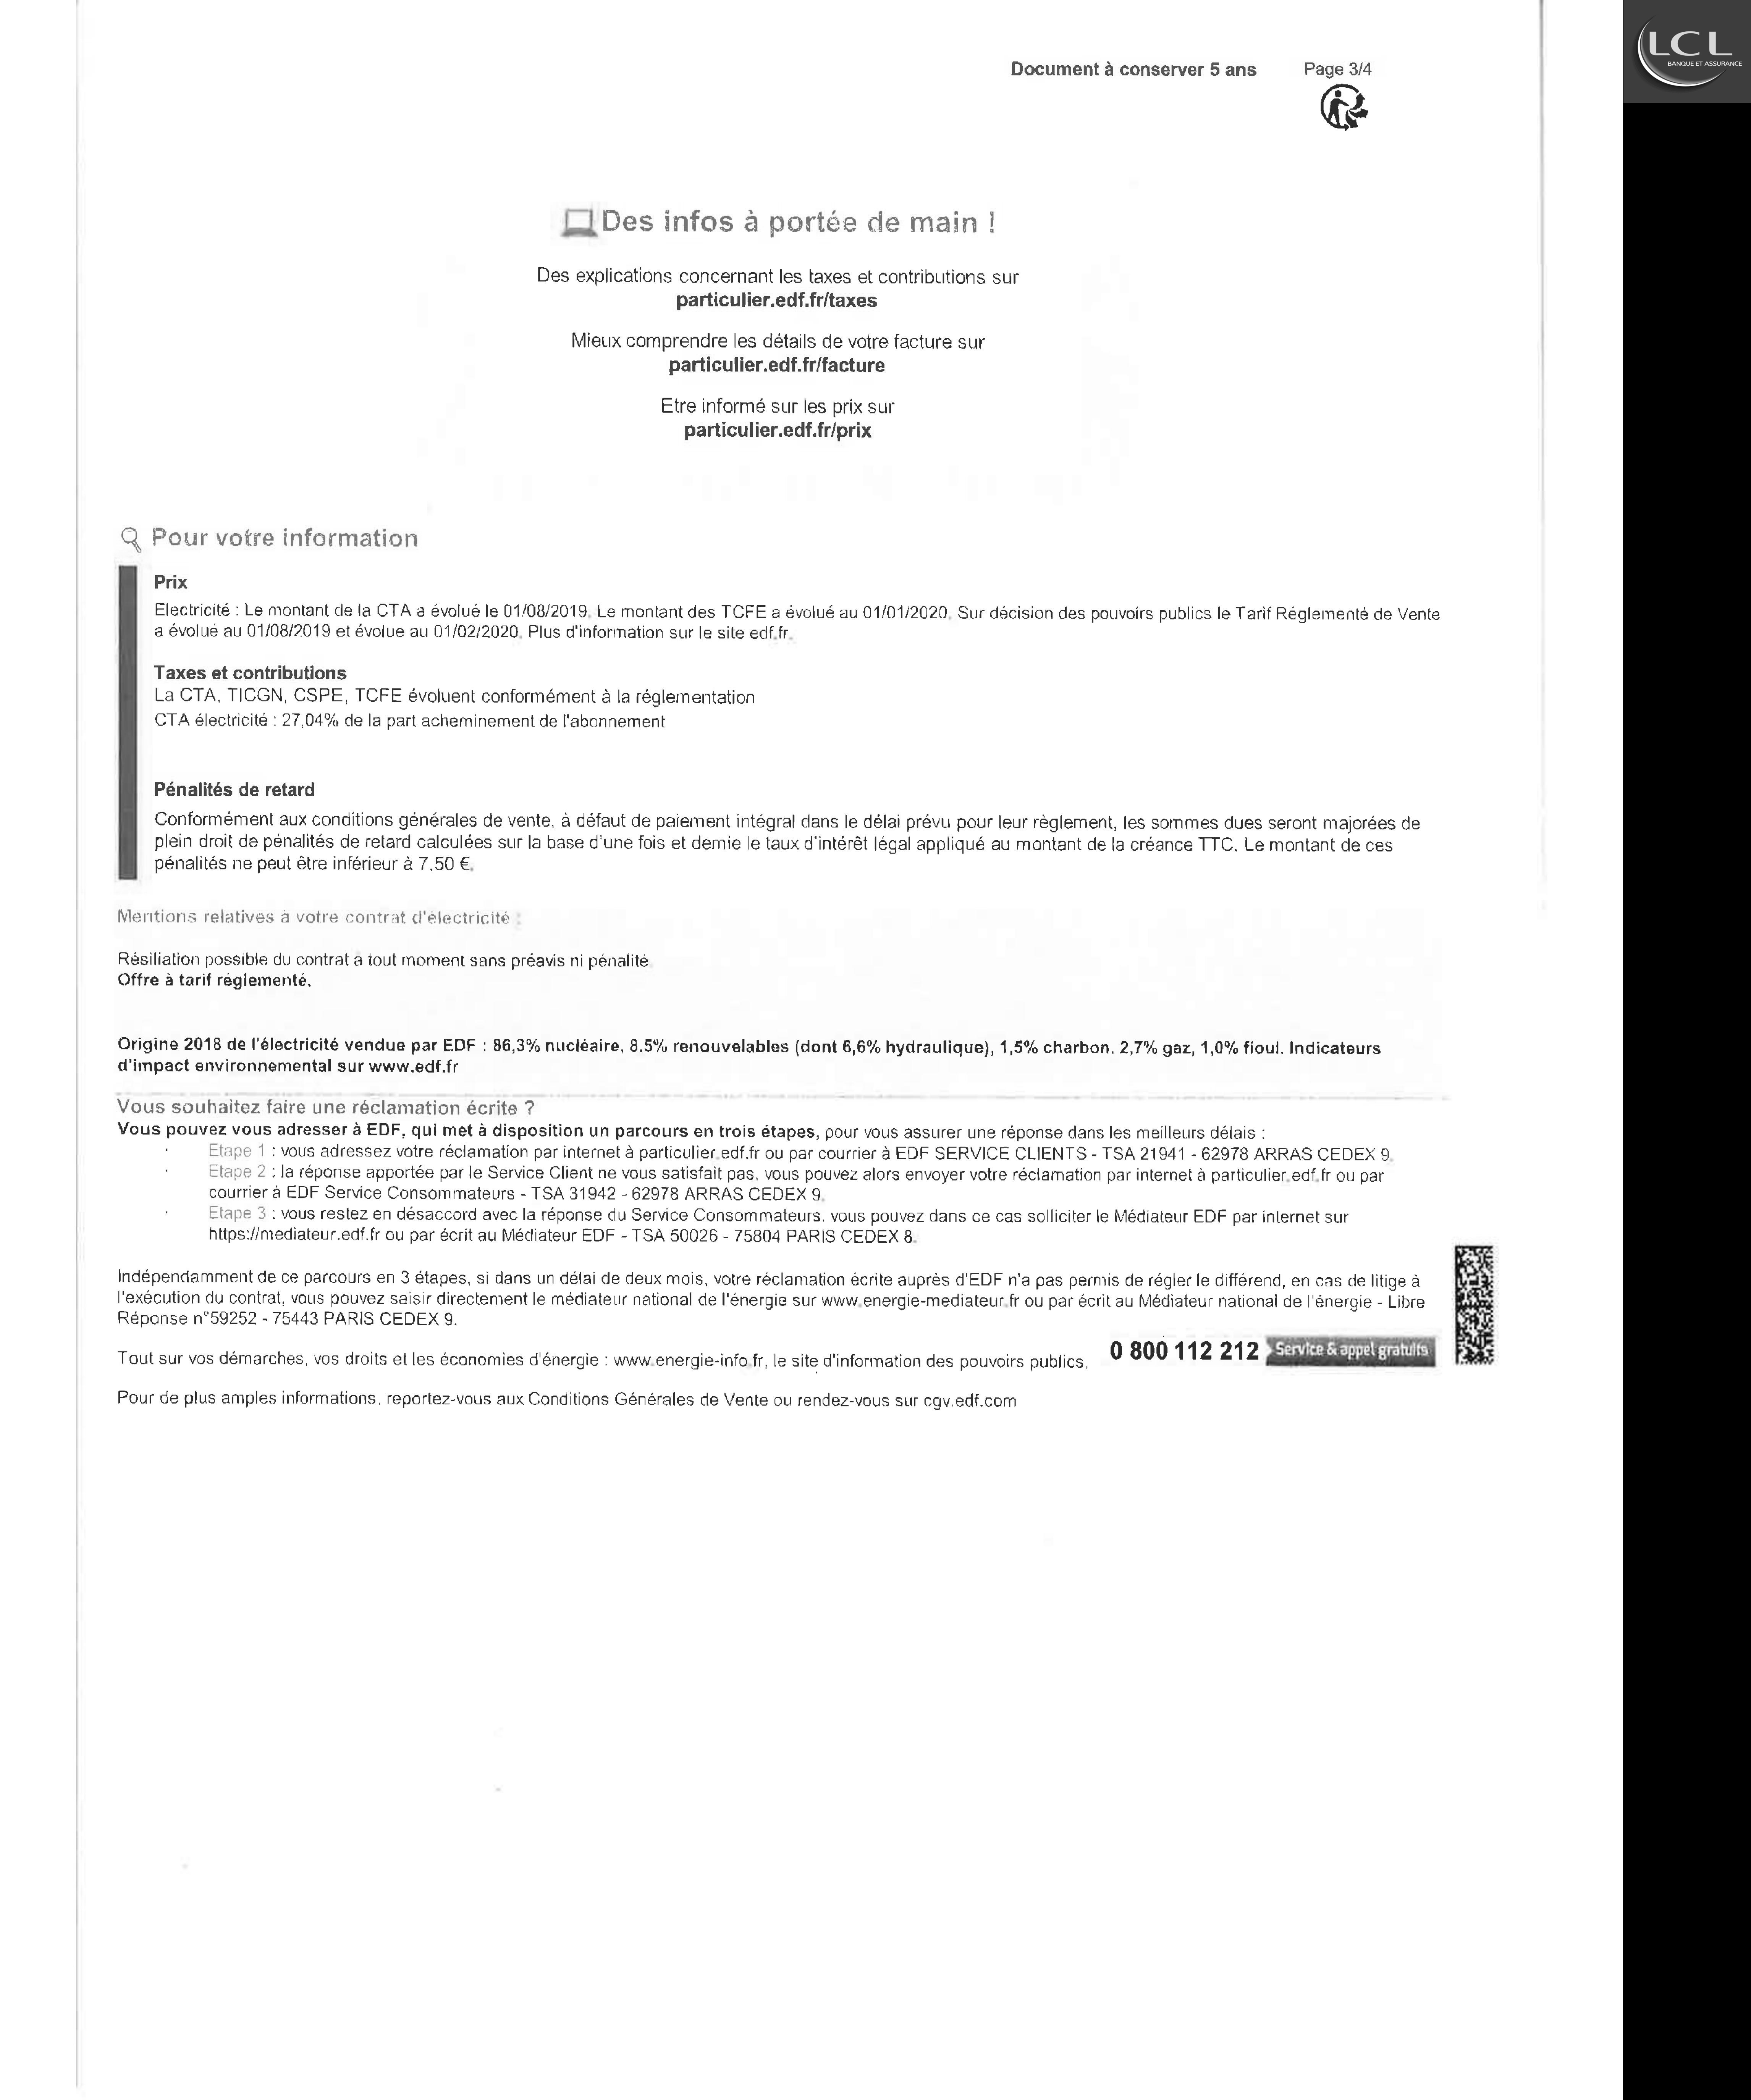 LCL
BANQUE ET ASSURANCE
Document à conserver 5 ans Page 3/4
Des infos à portée de main !
Des explications concernant les taxes et contributions sur
particulier.edf.fr/taxes
Mieux comprendre les détails de votre facture sur
particulier.edf.fr/facture
Etre informé sur les prix sur
particulier.edf.fr/prix
Pour votre information
Prix
Electricité : Le montant de la CTA a évolué le 01/08/2019. Le montant des TCFE a évolué au 01/01/2020. Sur décision des pouvoirs publics le Tarif Réglementé de Vente
a évolué au 01/08/2019 et évolue au 01/02/2020. Plus d'information sur le site edf.fr.
Taxes et contributions
La CTA, TICGN, CSPE, TCFE évoluent conformément à la réglementation
CTA électricité : 27,04% de la part acheminement de l'abonnement
Pénalités de retard
Conformément aux conditions générales de vente, à défaut de paiement intégral dans le délai prévu pour leur règlement, les sommes dues seront majorées de
plein droit de pénalités de retard calculées sur la base d'une fois et demie le taux d'intérêt légal appliqué au montant de la créance TTC. Le montant de ces
pénalités ne peut être inférieur à 7,50 €.
Mentions relatives à votre contrat d'électricité :
Résiliation possible du contrat à tout moment sans préavis ni pénalité.
Offre à tarif réglementé.
Origine 2018 de l'électricité vendue par EDF : 86,3% nucléaire, 8.5% renouvelables (dont 6,6% hydraulique), 1,5% charbon, 2,7% gaz, 1,0% fioul. Indicateurs
d'impact environnemental sur www.edf.fr
Vous souhaitez faire une réclamation écrite ?
Vous pouvez vous adresser à EDF, qui met à disposition un parcours en trois étapes, pour vous assurer une réponse dans les meilleurs délais :
· Etape 1 : vous adressez votre réclamation par internet à particulier.edf.fr ou par courrier à EDF SERVICE CLIENTS - TSA 21941 - 62978 ARRAS CEDEX 9.
· Etape 2 : la réponse apportée par le Service Client ne vous satisfait pas, vous pouvez alors envoyer votre réclamation par internet à particulier.edf.fr ou par
courrier à EDF Service Consommateurs - TSA 31942 - 62978 ARRAS CEDEX 9.
· Etape 3 : vous restez en désaccord avec la réponse du Service Consommateurs, vous pouvez dans ce cas solliciter le Médiateur EDF par internet sur
https://mediateur.edf.fr ou par écrit au Médiateur EDF - TSA 50026 - 75804 PARIS CEDEX 8.
Indépendamment de ce parcours en 3 étapes, si dans un délai de deux mois, votre réclamation écrite auprès d'EDF n'a pas permis de régler le différend, en cas de litige à
l'exécution du contrat, vous pouvez saisir directement le médiateur national de l'énergie sur www.energie-mediateur.fr ou par écrit au Médiateur national de l'énergie - Libre
Réponse n°59252 - 75443 PARIS CEDEX 9.
Tout sur vos démarches, vos droits et les économies d'énergie : www.energie-info.fr, le site d'information des pouvoirs publics. 0 800 112 212 Service & appel gratuits
Pour de plus amples informations, reportez-vous aux Conditions Générales de Vente ou rendez-vous sur cgv.edf.com